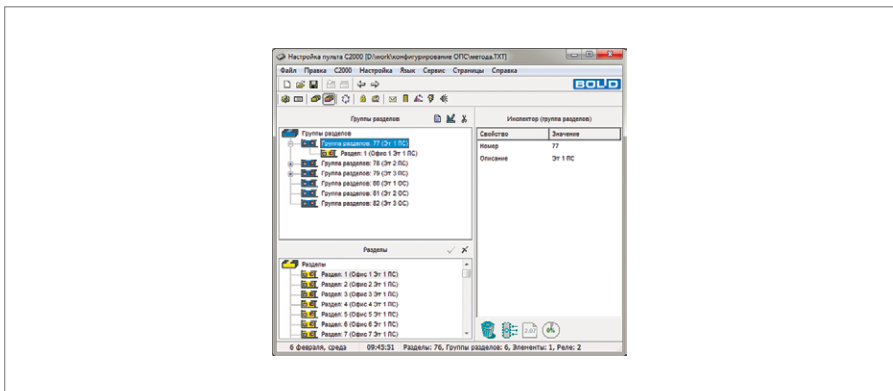 Настройка пульта С2000 [D:\work\конфигурирование ОПС\метода.TXT]
Файл Правка С2000 Настройка Язык Сервис Страницы Справка
BOLID
Группы разделов
Группы разделов
Группа разделов: 77 (Эт 1 ПС)
Раздел: 1 (Офис 1 Эт 1 ПС)
Группа разделов: 78 (Эт 2 ПС)
Группа разделов: 79 (Эт 3 ПС)
Группа разделов: 80 (Эт 1 ОС)
Группа разделов: 81 (Эт 2 ОС)
Группа разделов: 82 (Эт 3 ОС)
Разделы
Разделы
Раздел: 1 (Офис 1 Эт 1 ПС)
Раздел: 2 (Офис 2 Эт 1 ПС)
Раздел: 3 (Офис 3 Эт 1 ПС)
Раздел: 4 (Офис 4 Эт 1 ПС)
Раздел: 5 (Офис 5 Эт 1 ПС)
Раздел: 6 (Офис 6 Эт 1 ПС)
Раздел: 7 (Офис 7 Эт 1 ПС)
Инспектор (группа разделов)
Свойство Значение
Номер 77
Описание Эт 1 ПС
2.07 0%
6 февраля, среда 09:45:51 Разделы: 76, Группы разделов: 6, Элементы: 1, Реле: 2